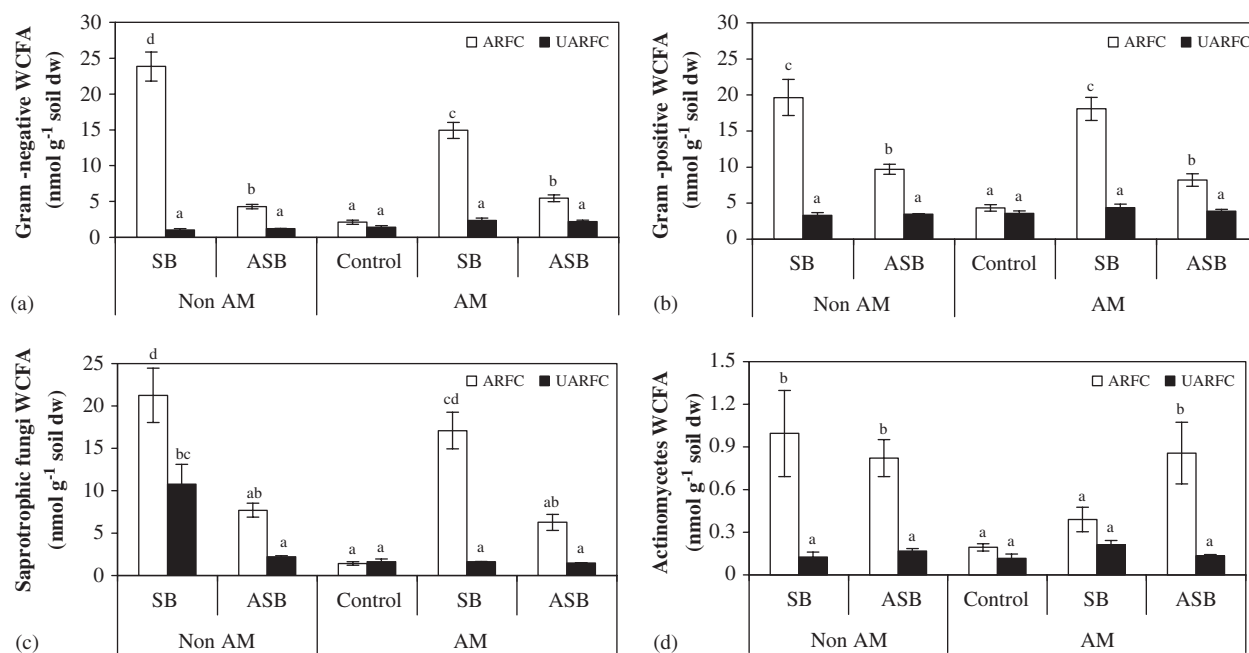 30
25
20
15
10
5
0
Gram -negative WCFA
(nmol g⁻¹ soil dw)
ARFC UARFC
d
a
b
a
a
a
c
a
b
a
SB ASB Control SB ASB
Non AM AM
(a)
30
25
20
15
10
5
0
Gram -positive WCFA
(nmol g⁻¹ soil dw)
ARFC UARFC
c
a
b
a
a
a
c
a
b
a
SB ASB Control SB ASB
Non AM AM
(b)
25
20
15
10
5
0
Saprotrophic fungi WCFA
(nmol g⁻¹ soil dw)
ARFC UARFC
d
bc
ab
a
a
a
cd
a
ab
a
SB ASB Control SB ASB
Non AM AM
(c)
1.5
1.2
0.9
0.6
0.3
0
Actinomycetes WCFA
(nmol g⁻¹ soil dw)
ARFC UARFC
b
a
b
a
a
a
a
a
b
a
SB ASB Control SB ASB
Non AM AM
(d)